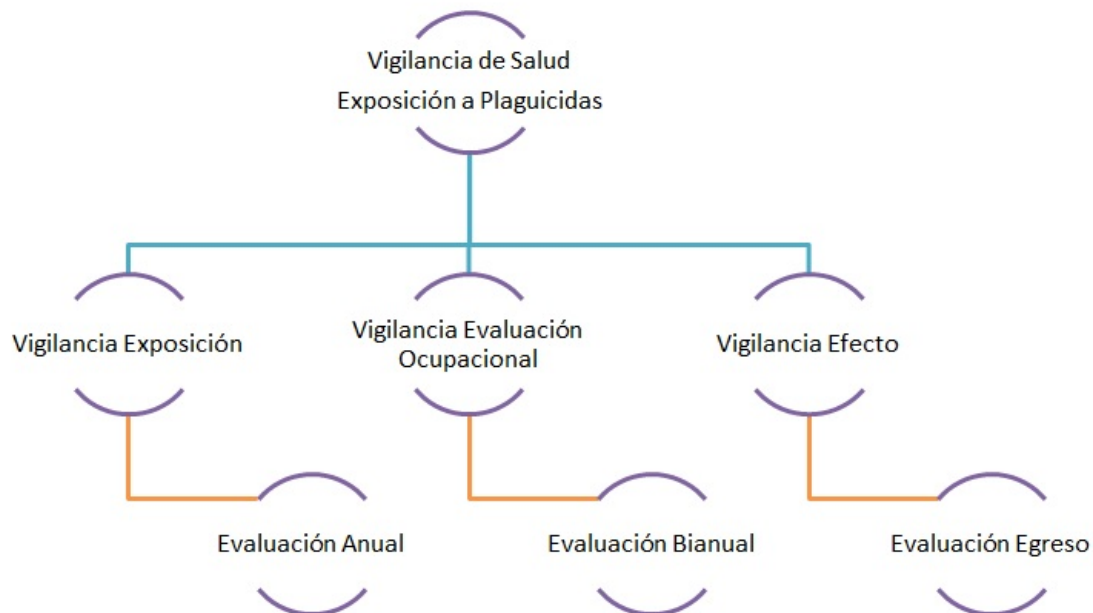 Vigilancia de Salud
Exposición a Plaguicidas
Vigilancia Exposición
Vigilancia Evaluación
Ocupacional
Vigilancia Efecto
Evaluación Anual
Evaluación Bianual
Evaluación Egreso